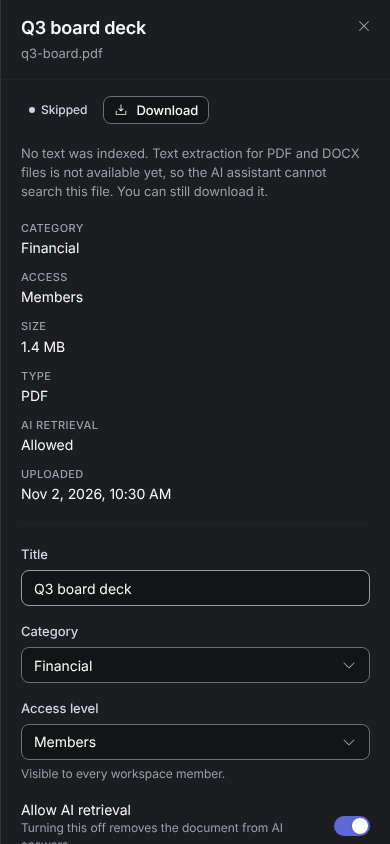 Q3 board deck
q3-board.pdf
Skipped
Download
No text was indexed. Text extraction for PDF and DOCX
files is not available yet, so the AI assistant cannot
search this file. You can still download it.
CATEGORY
Financial
ACCESS
Members
SIZE
1.4 MB
TYPE
PDF
AI RETRIEVAL
Allowed
UPLOADED
Nov 2, 2026, 10:30 AM
Title
Q3 board deck
Category
Financial
Access level
Members
Visible to every workspace member.
Allow AI retrieval
Turning this off removes the document from AI